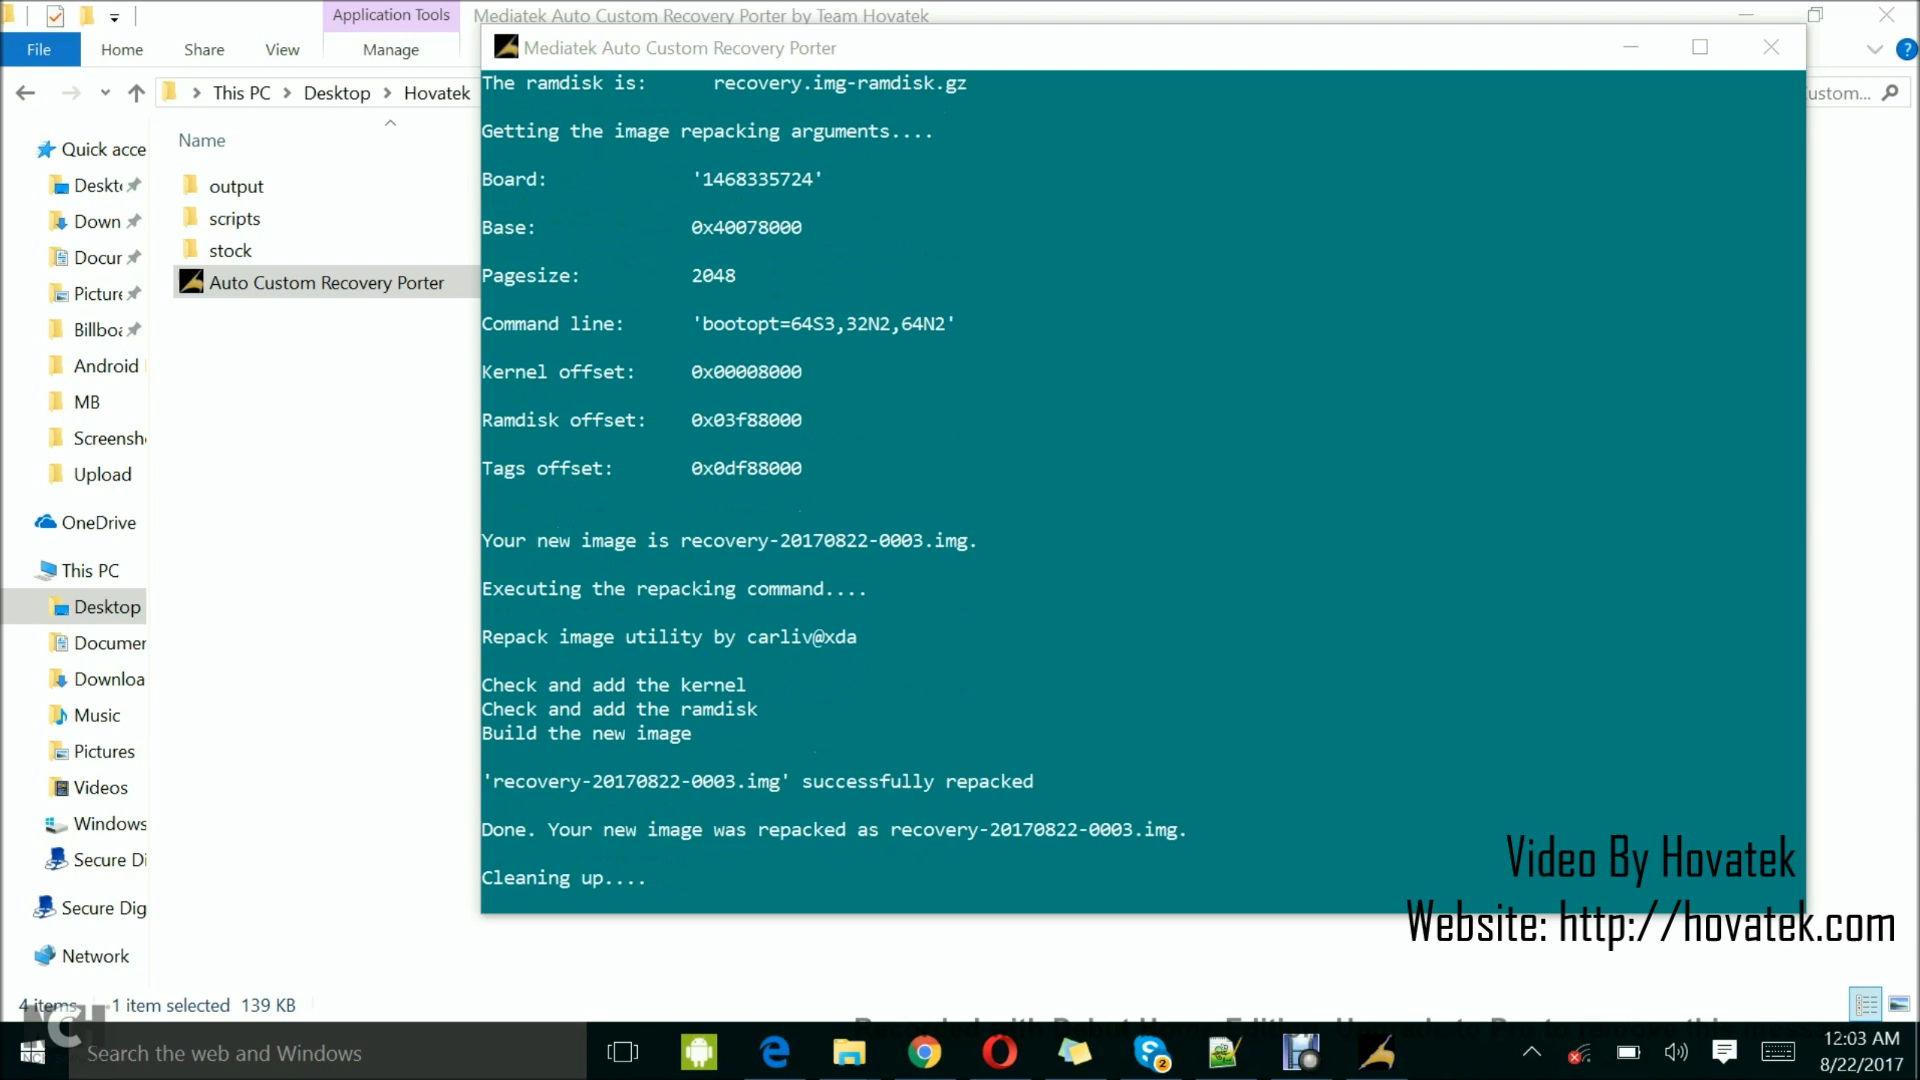 Application Tools
Mediatek Auto Custom Recovery Porter by Team Hovatek
File
Home
Share
View
Manage
This PC
Desktop
Hovatek
ustom...
Mediatek Auto Custom Recovery Porter
Quick acce
Deskt
Down
Docur
Picture
Billboa
Android
MB
Screensh
Upload
OneDrive
This PC
Desktop
Documer
Downloa
Music
Pictures
Videos
Windows
Secure Di
Secure Dig
Network
Name
output
scripts
stock
Auto Custom Recovery Porter
The ramdisk is: recovery.img-ramdisk.gz
Getting the image repacking arguments....
Board: '1468335724'
Base: 0x40078000
Pagesize: 2048
Command line: 'bootopt=64S3,32N2,64N2'
Kernel offset: 0x00008000
Ramdisk offset: 0x03f88000
Tags offset: 0x0df88000
Your new image is recovery-20170822-0003.img.
Executing the repacking command....
Repack image utility by carliv@xda
Check and add the kernel
Check and add the ramdisk
Build the new image
'recovery-20170822-0003.img' successfully repacked
Done. Your new image was repacked as recovery-20170822-0003.img.
Cleaning up....
Video By Hovatek
Website: http://hovatek.com
4 items
1 item selected 139 KB
NCH
Search the web and Windows
2
12:03 AM
8/22/2017